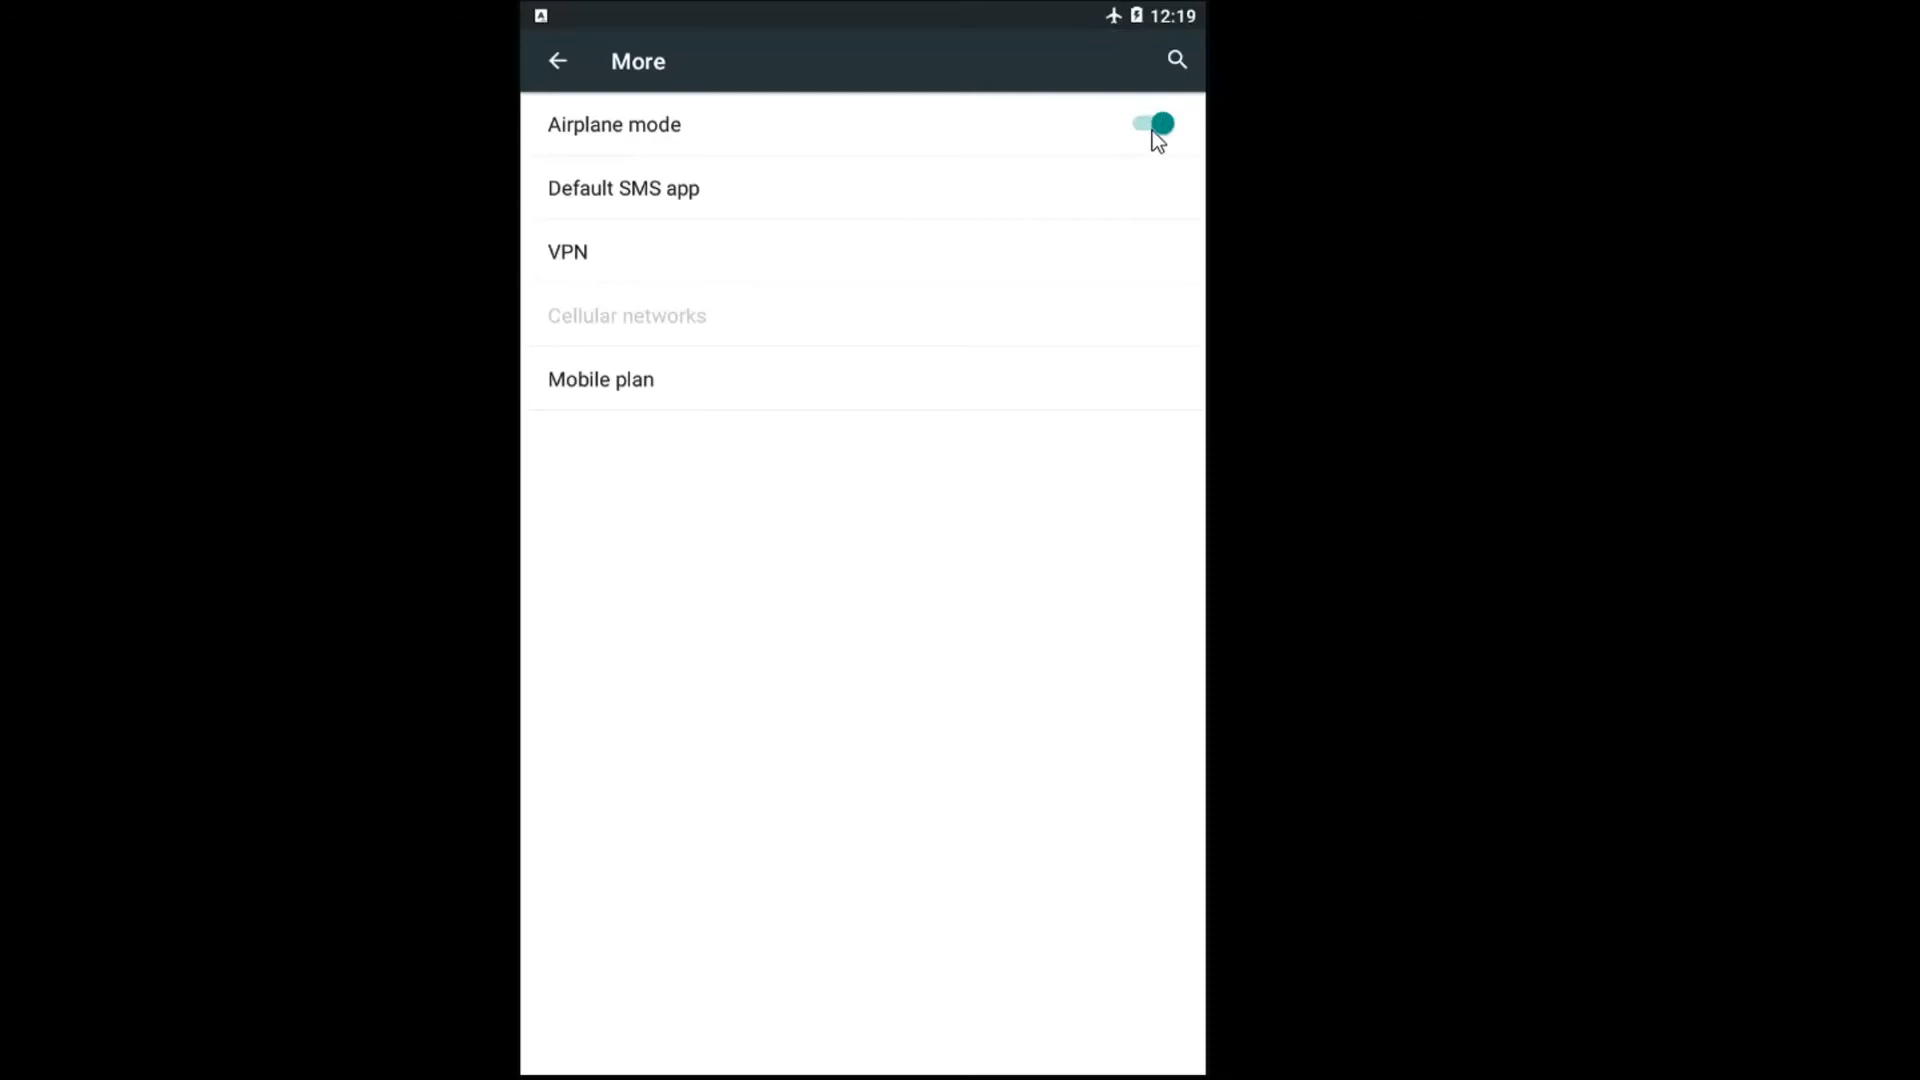 12:19
More
Airplane mode
Default SMS app
VPN
Cellular networks
Mobile plan